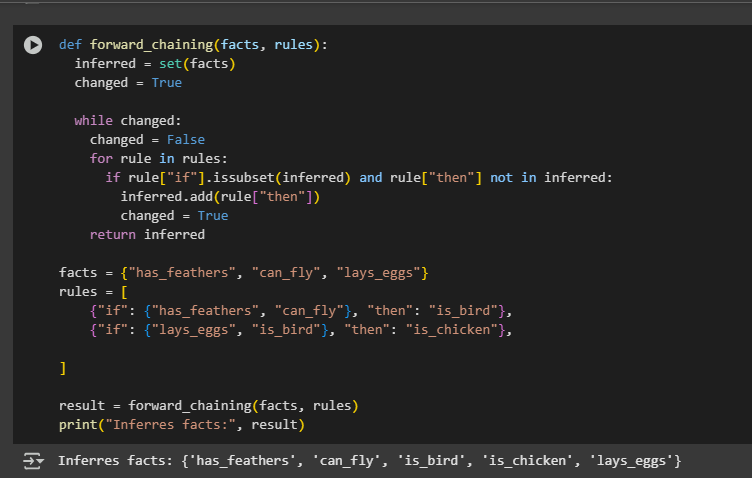 def forward_chaining(facts, rules):
  inferred = set(facts)
  changed = True

  while changed:
    changed = False
    for rule in rules:
      if rule["if"].issubset(inferred) and rule["then"] not in inferred:
        inferred.add(rule["then"])
        changed = True
    return inferred

facts = {"has_feathers", "can_fly", "lays_eggs"}
rules = [
    {"if": {"has_feathers", "can_fly"}, "then": "is_bird"},
    {"if": {"lays_eggs", "is_bird"}, "then": "is_chicken"},

]

result = forward_chaining(facts, rules)
print("Inferres facts:", result)
Inferres facts: {'has_feathers', 'can_fly', 'is_bird', 'is_chicken', 'lays_eggs'}